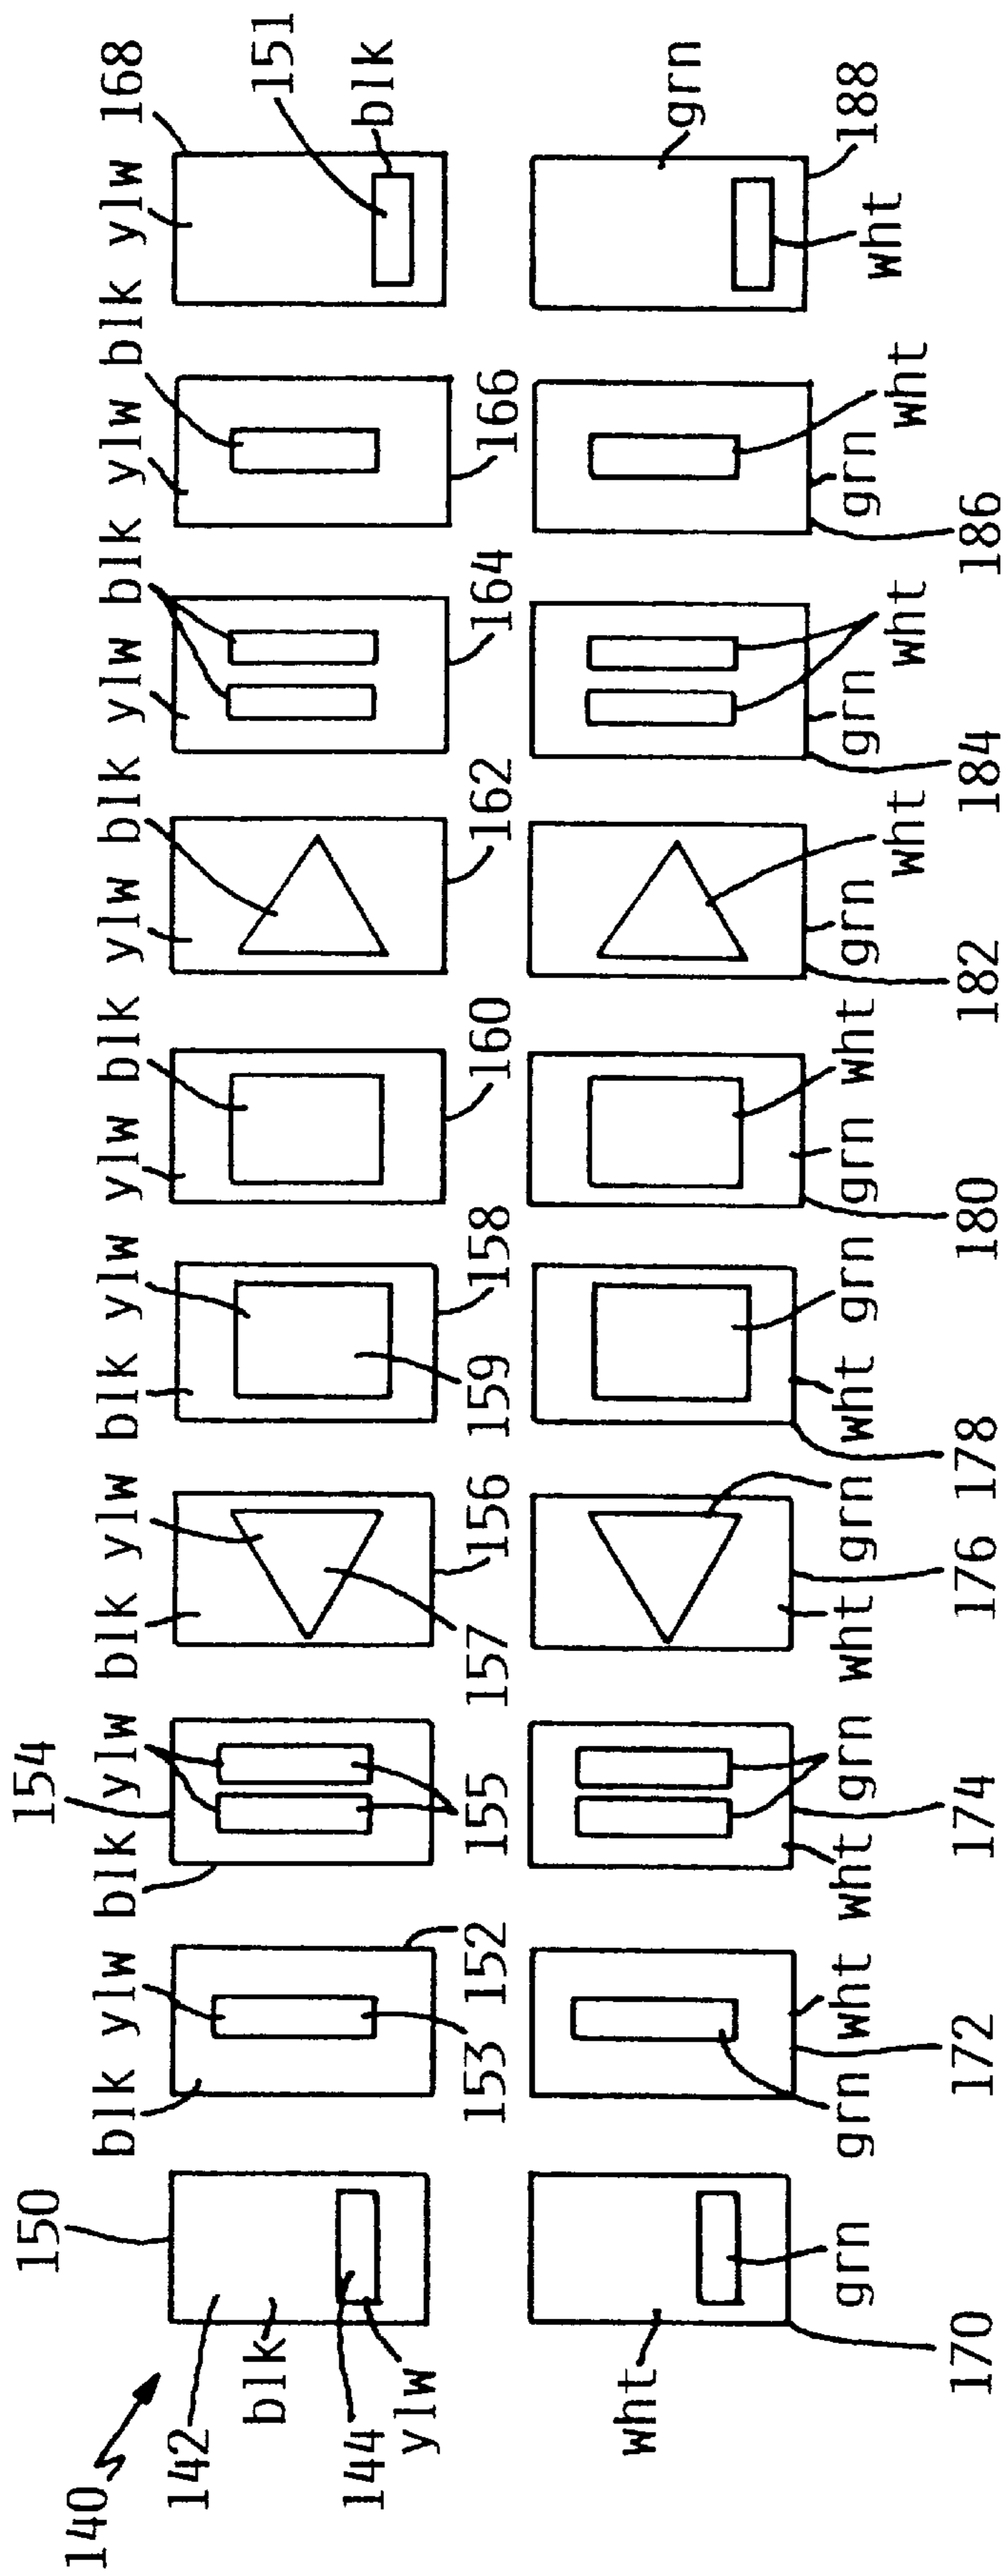 150 154
140
blk ylw blk ylw blk ylw blk ylw ylw blk ylw blk ylw blk ylw blk ylw 168
142
blk 151
144 blk
ylw
153 152 155 157 156 159 158 160 162 164 166
wht grn
grn grn wht wht grn wht grn wht grn grn wht grn grn grn 188
wht wht wht wht
170 172 174 176 178 180 182 184 186